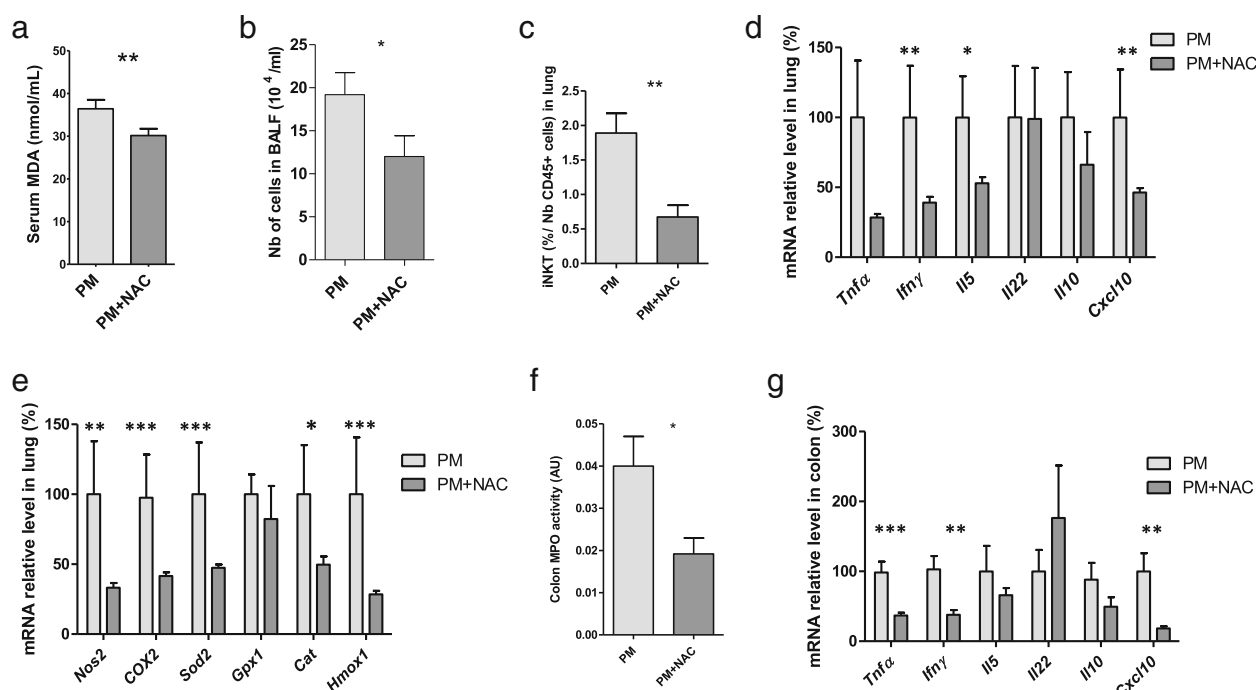 a
Serum MDA (nmol/mL)
50
40
30
20
10
0
**
PM
PM+NAC
b
Nb of cells in BALF (10 4 /ml)
25
20
15
10
5
0
*
PM
PM+NAC
c
iNKT (%/ Nb CD45+ cells) in lung
2.5
2.0
1.5
1.0
0.5
0.0
**
PM
PM+NAC
d
mRNA relative level in lung (%)
150
100
50
0
** * **
PM
PM+NAC
Tnfα Ifnγ Il5 Il22 Il10 Cxcl10
e
mRNA relative level in lung (%)
150
100
50
0
** *** *** * ***
PM
PM+NAC
Nos2 COX2 Sod2 Gpx1 Cat Hmox1
f
Colon MPO activity (AU)
0.05
0.04
0.03
0.02
0.01
0.00
*
PM
PM+NAC
g
mRNA relative level in colon (%)
300
200
100
0
*** ** **
PM
PM+NAC
Tnfα Ifnγ Il5 Il22 Il10 Cxcl10